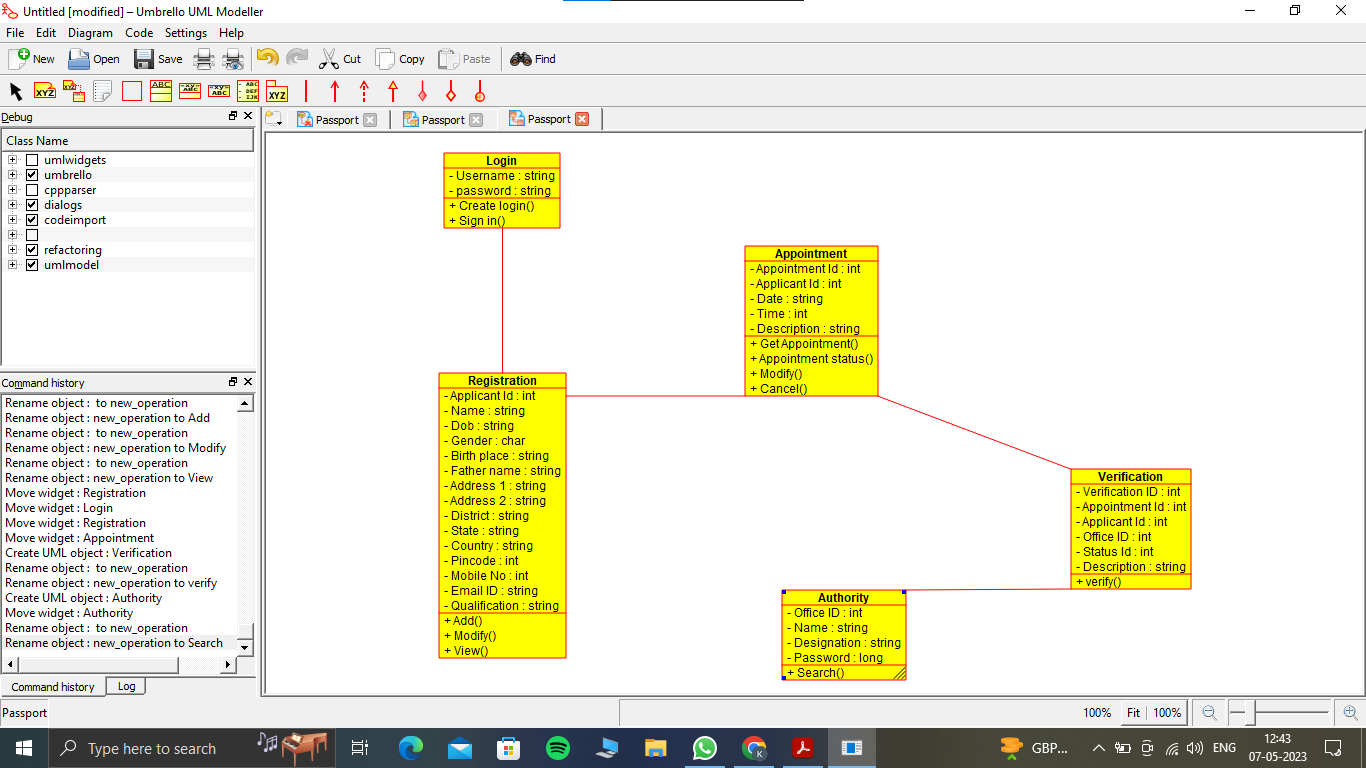 Untitled [modified] – Umbrello UML Modeller
File Edit Diagram Code Settings Help
New Open Save Cut Copy Paste Find
Debug
Class Name
umlwidgets
umbrello
cppparser
dialogs
codeimport
refactoring
umlmodel
Command history
Rename object : to new_operation
Rename object : new_operation to Add
Rename object : to new_operation
Rename object : new_operation to Modify
Rename object : to new_operation
Rename object : new_operation to View
Move widget : Registration
Move widget : Login
Move widget : Registration
Move widget : Appointment
Create UML object : Verification
Rename object : to new_operation
Rename object : new_operation to verify
Create UML object : Authority
Move widget : Authority
Rename object : to new_operation
Rename object : new_operation to Search
Command history Log
Passport Passport Passport
Login
- Username : string
- password : string
+ Create login()
+ Sign in()
Appointment
- Appointment Id : int
- Applicant Id : int
- Date : string
- Time : int
- Description : string
+ Get Appointment()
+ Appointment status()
+ Modify()
+ Cancel()
Registration
- Applicant Id : int
- Name : string
- Dob : string
- Gender : char
- Birth place : string
- Father name : string
- Address 1 : string
- Address 2 : string
- District : string
- State : string
- Country : string
- Pincode : int
- Mobile No : int
- Email ID : string
- Qualification : string
+ Add()
+ Modify()
+ View()
Verification
- Verification ID : int
- Appointment Id : int
- Applicant Id : int
- Office ID : int
- Status Id : int
- Description : string
+ verify()
Authority
- Office ID : int
- Name : string
- Designation : string
- Password : long
+ Search()
Passport
100% Fit 100%
Type here to search
GBP...
ENG
12:43
07-05-2023